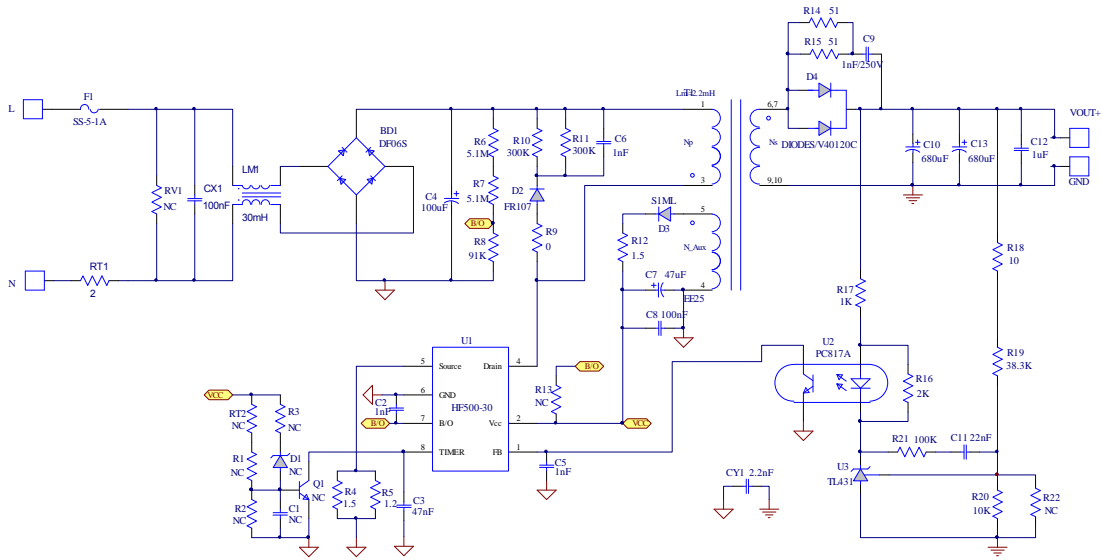 R14 51
R15 51
C9
1nF/250V
D4
DIODES/V40120C
F1
SS-5-1A
L
RV1
NC
CX1
100nF
LM1
30mH
N
RT1
2
BD1
DF06S
C4
100uF
R6
5.1M
R7
5.1M
B/O
R8
91K
R10
300K
R11
300K
C6
1nF
D2
FR107
R9
0
Lm=2.2mH
1
Np
3
6,7
Ns
9,10
S1ML
D3
5
N_Aux
4
EE25
R12
1.5
C7 47uF
C8 100nF
C10
680uF
C13
680uF
C12
1uF
VOUT+
GND
R18
10
R17
1K
R19
38.3K
U2
PC817A
R16
2K
R21 100K
C11 22nF
U3
TL431
R20
10K
R22
NC
CY1 2.2nF
U1
5
Source
Drain
4
6
GND
HF500-30
7
B/O
Vcc
2
8
TIMER
FB
1
C2
1nF
B/O
R13
NC
B/O
VCC
C5
1nF
VCC
RT2
NC
R3
NC
R1
NC
D1
NC
Q1
NC
R2
NC
C1
NC
R4
1.5
R5
1.2
C3
47nF